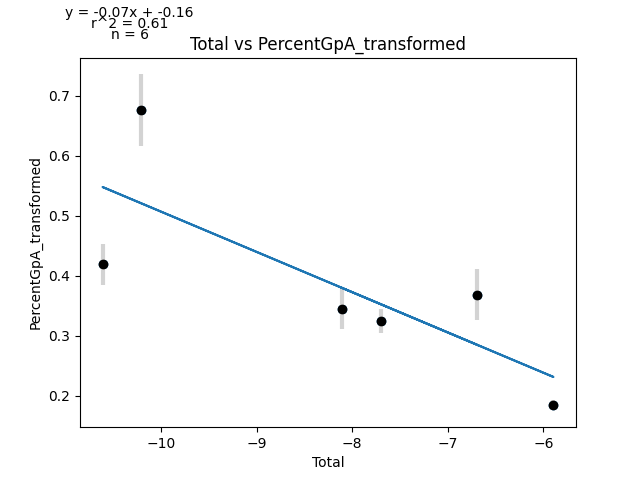 y = -0.07x + -0.16
r^2 = 0.61
n = 6
Total vs PercentGpA_transformed
PercentGpA_transformed
0.7
0.6
0.5
0.4
0.3
0.2
−10
−9
−8
−7
−6
Total